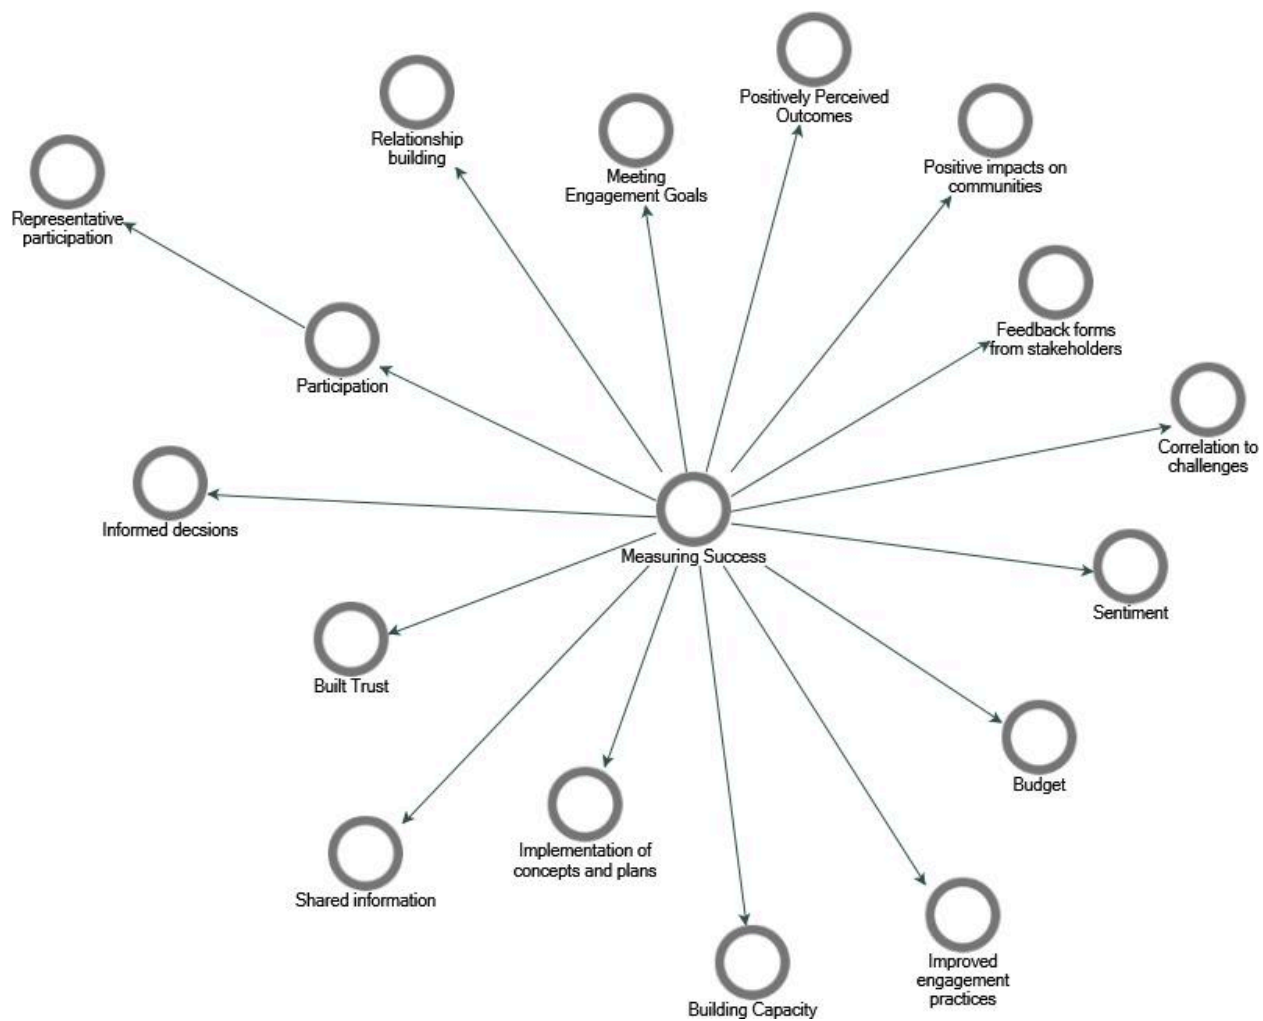 Positively Perceived
Outcomes
Relationship
building
Meeting
Engagement Goals
Positive impacts on
communities
Representative
participation
Feedback forms
from stakeholders
Participation
Correlation to
challenges
Informed decsions
Measuring Success
Sentiment
Built Trust
Budget
Implementation of
concepts and plans
Shared information
Improved
engagement
practices
Building Capacity